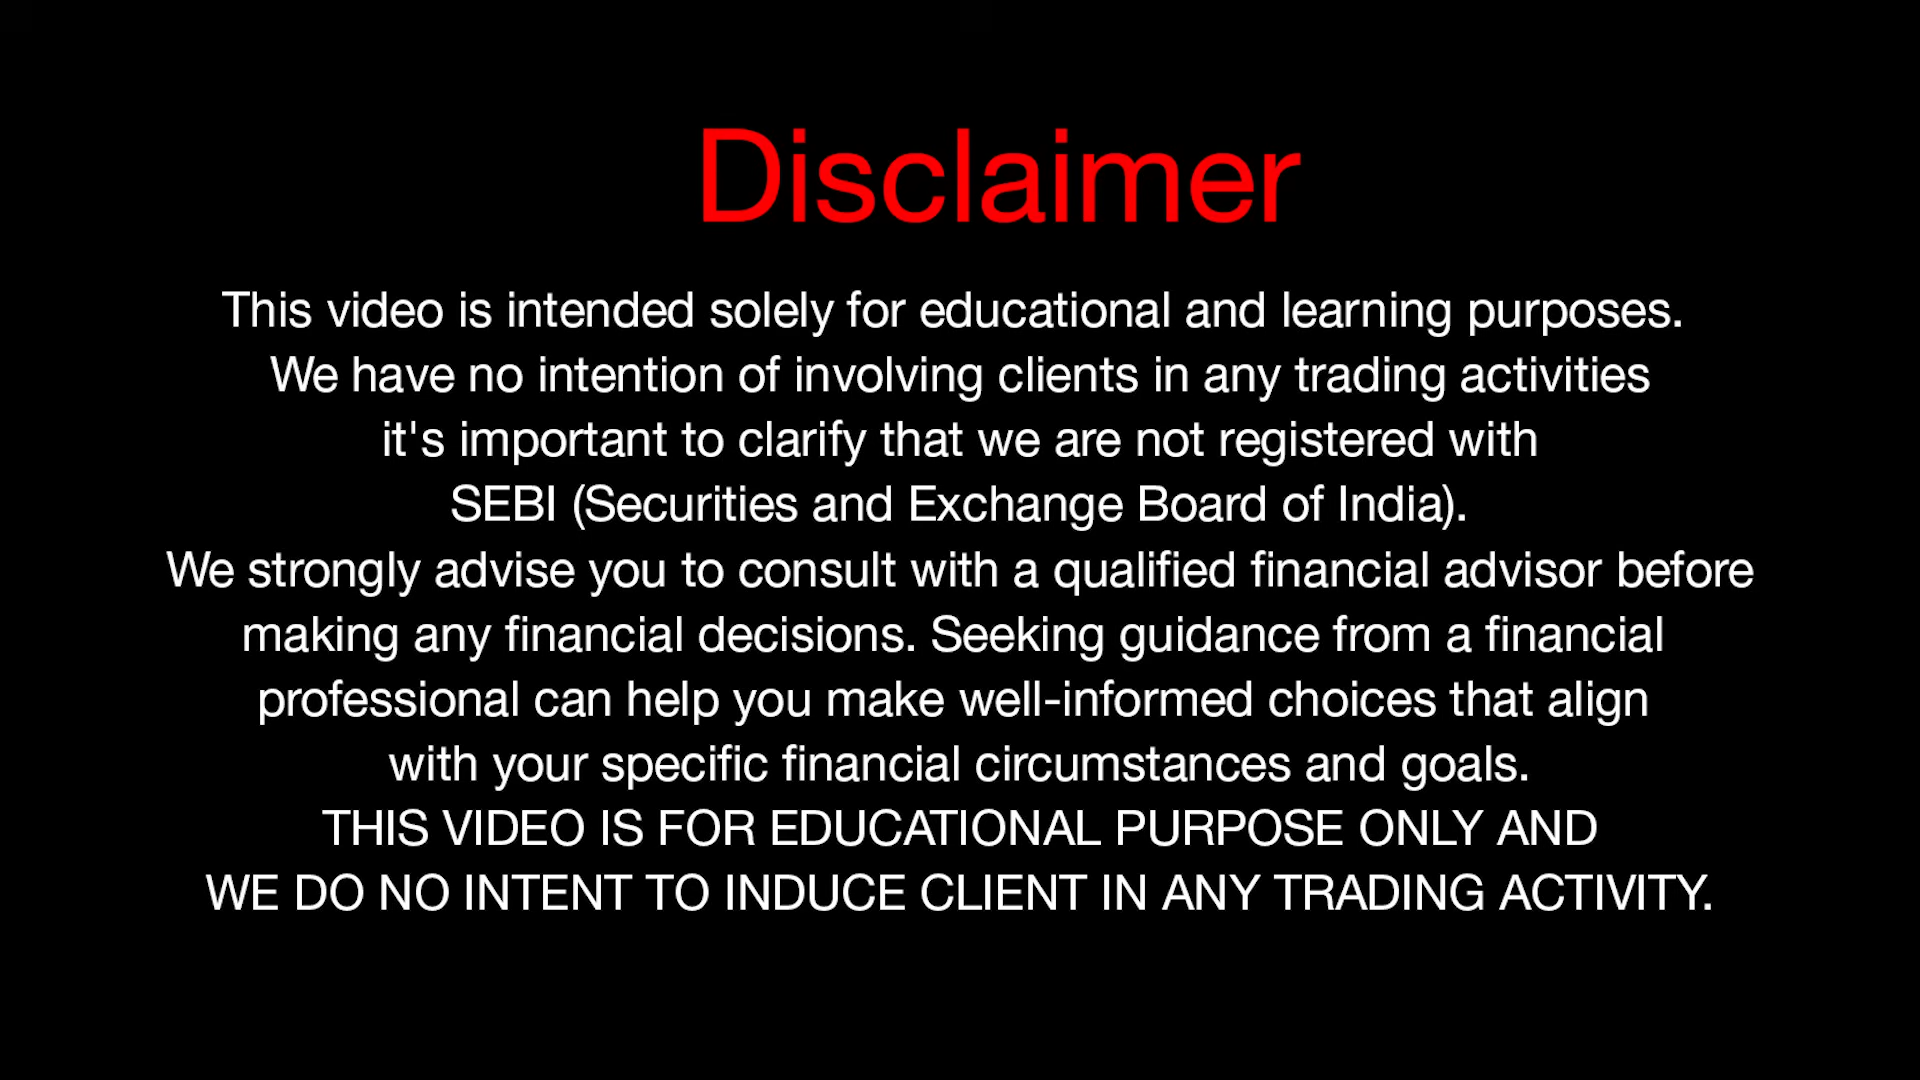 Disclaimer
This video is intended solely for educational and learning purposes.
We have no intention of involving clients in any trading activities
it's important to clarify that we are not registered with
SEBI (Securities and Exchange Board of India).
We strongly advise you to consult with a qualified financial advisor before
making any financial decisions. Seeking guidance from a financial
professional can help you make well-informed choices that align
with your specific financial circumstances and goals.
THIS VIDEO IS FOR EDUCATIONAL PURPOSE ONLY AND
WE DO NO INTENT TO INDUCE CLIENT IN ANY TRADING ACTIVITY.